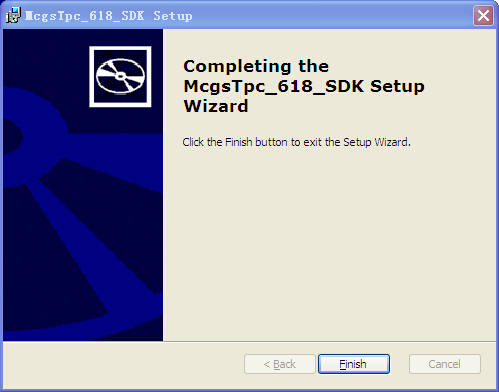 McgsTpc_618_SDK Setup
Completing the
McgsTpc_618_SDK Setup
Wizard
Click the Finish button to exit the Setup Wizard.
< Back
Finish
Cancel